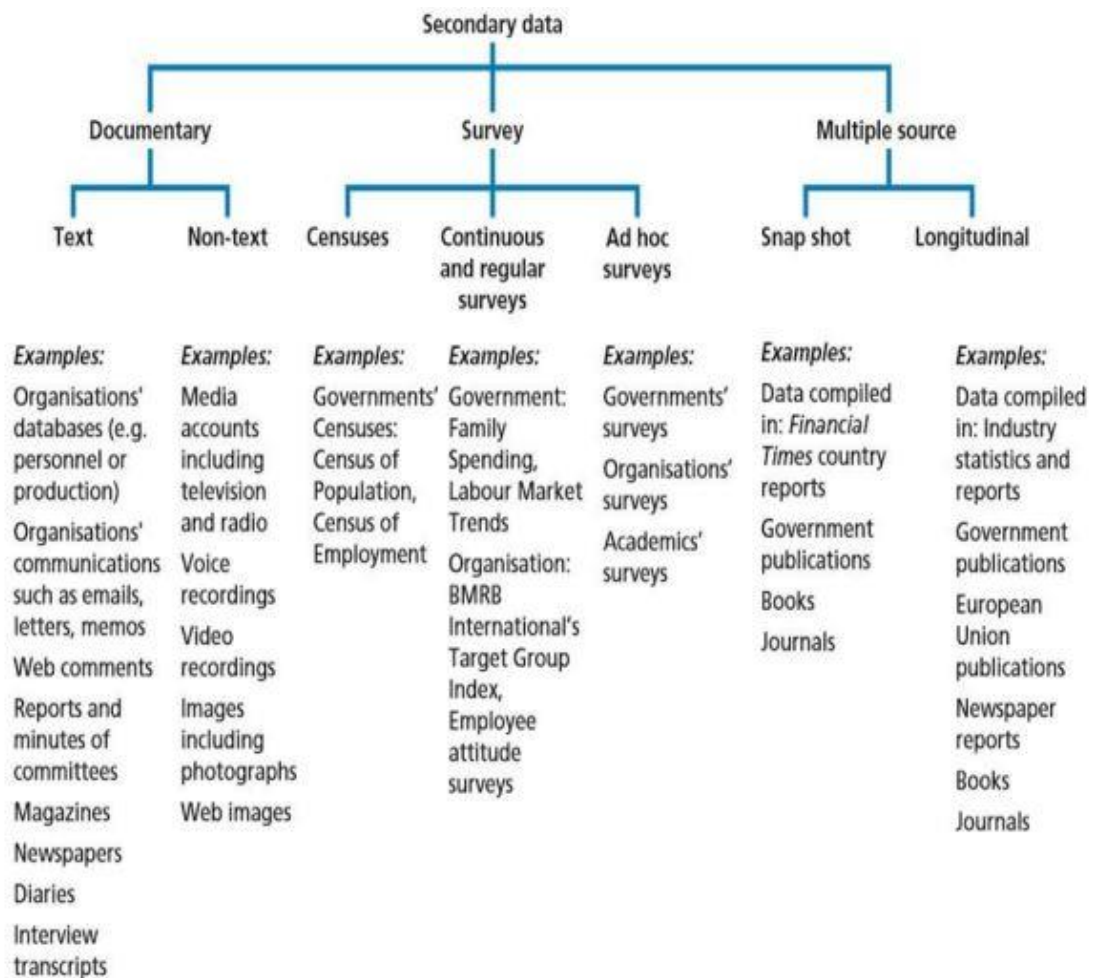 Secondary data
Documentary
Survey
Multiple source
Text
Non-text
Censuses
Continuous
and regular
surveys
Ad hoc
surveys
Snap shot
Longitudinal
Examples:
Organisations'
databases (e.g.
personnel or
production)
Organisations'
communications
such as emails,
letters, memos
Web comments
Reports and
minutes of
committees
Magazines
Newspapers
Diaries
Interview
transcripts
Examples:
Media
accounts
including
television
and radio
Voice
recordings
Video
recordings
Images
including
photographs
Web images
Examples:
Governments'
Censuses:
Census of
Population,
Census of
Employment
Examples:
Government:
Family
Spending,
Labour Market
Trends
Organisation:
BMRB
International's
Target Group
Index,
Employee
attitude
surveys
Examples:
Governments'
surveys
Organisations'
surveys
Academics'
surveys
Examples:
Data compiled
in: Financial
Times country
reports
Government
publications
Books
Journals
Examples:
Data compiled
in: Industry
statistics and
reports
Government
publications
European
Union
publications
Newspaper
reports
Books
Journals